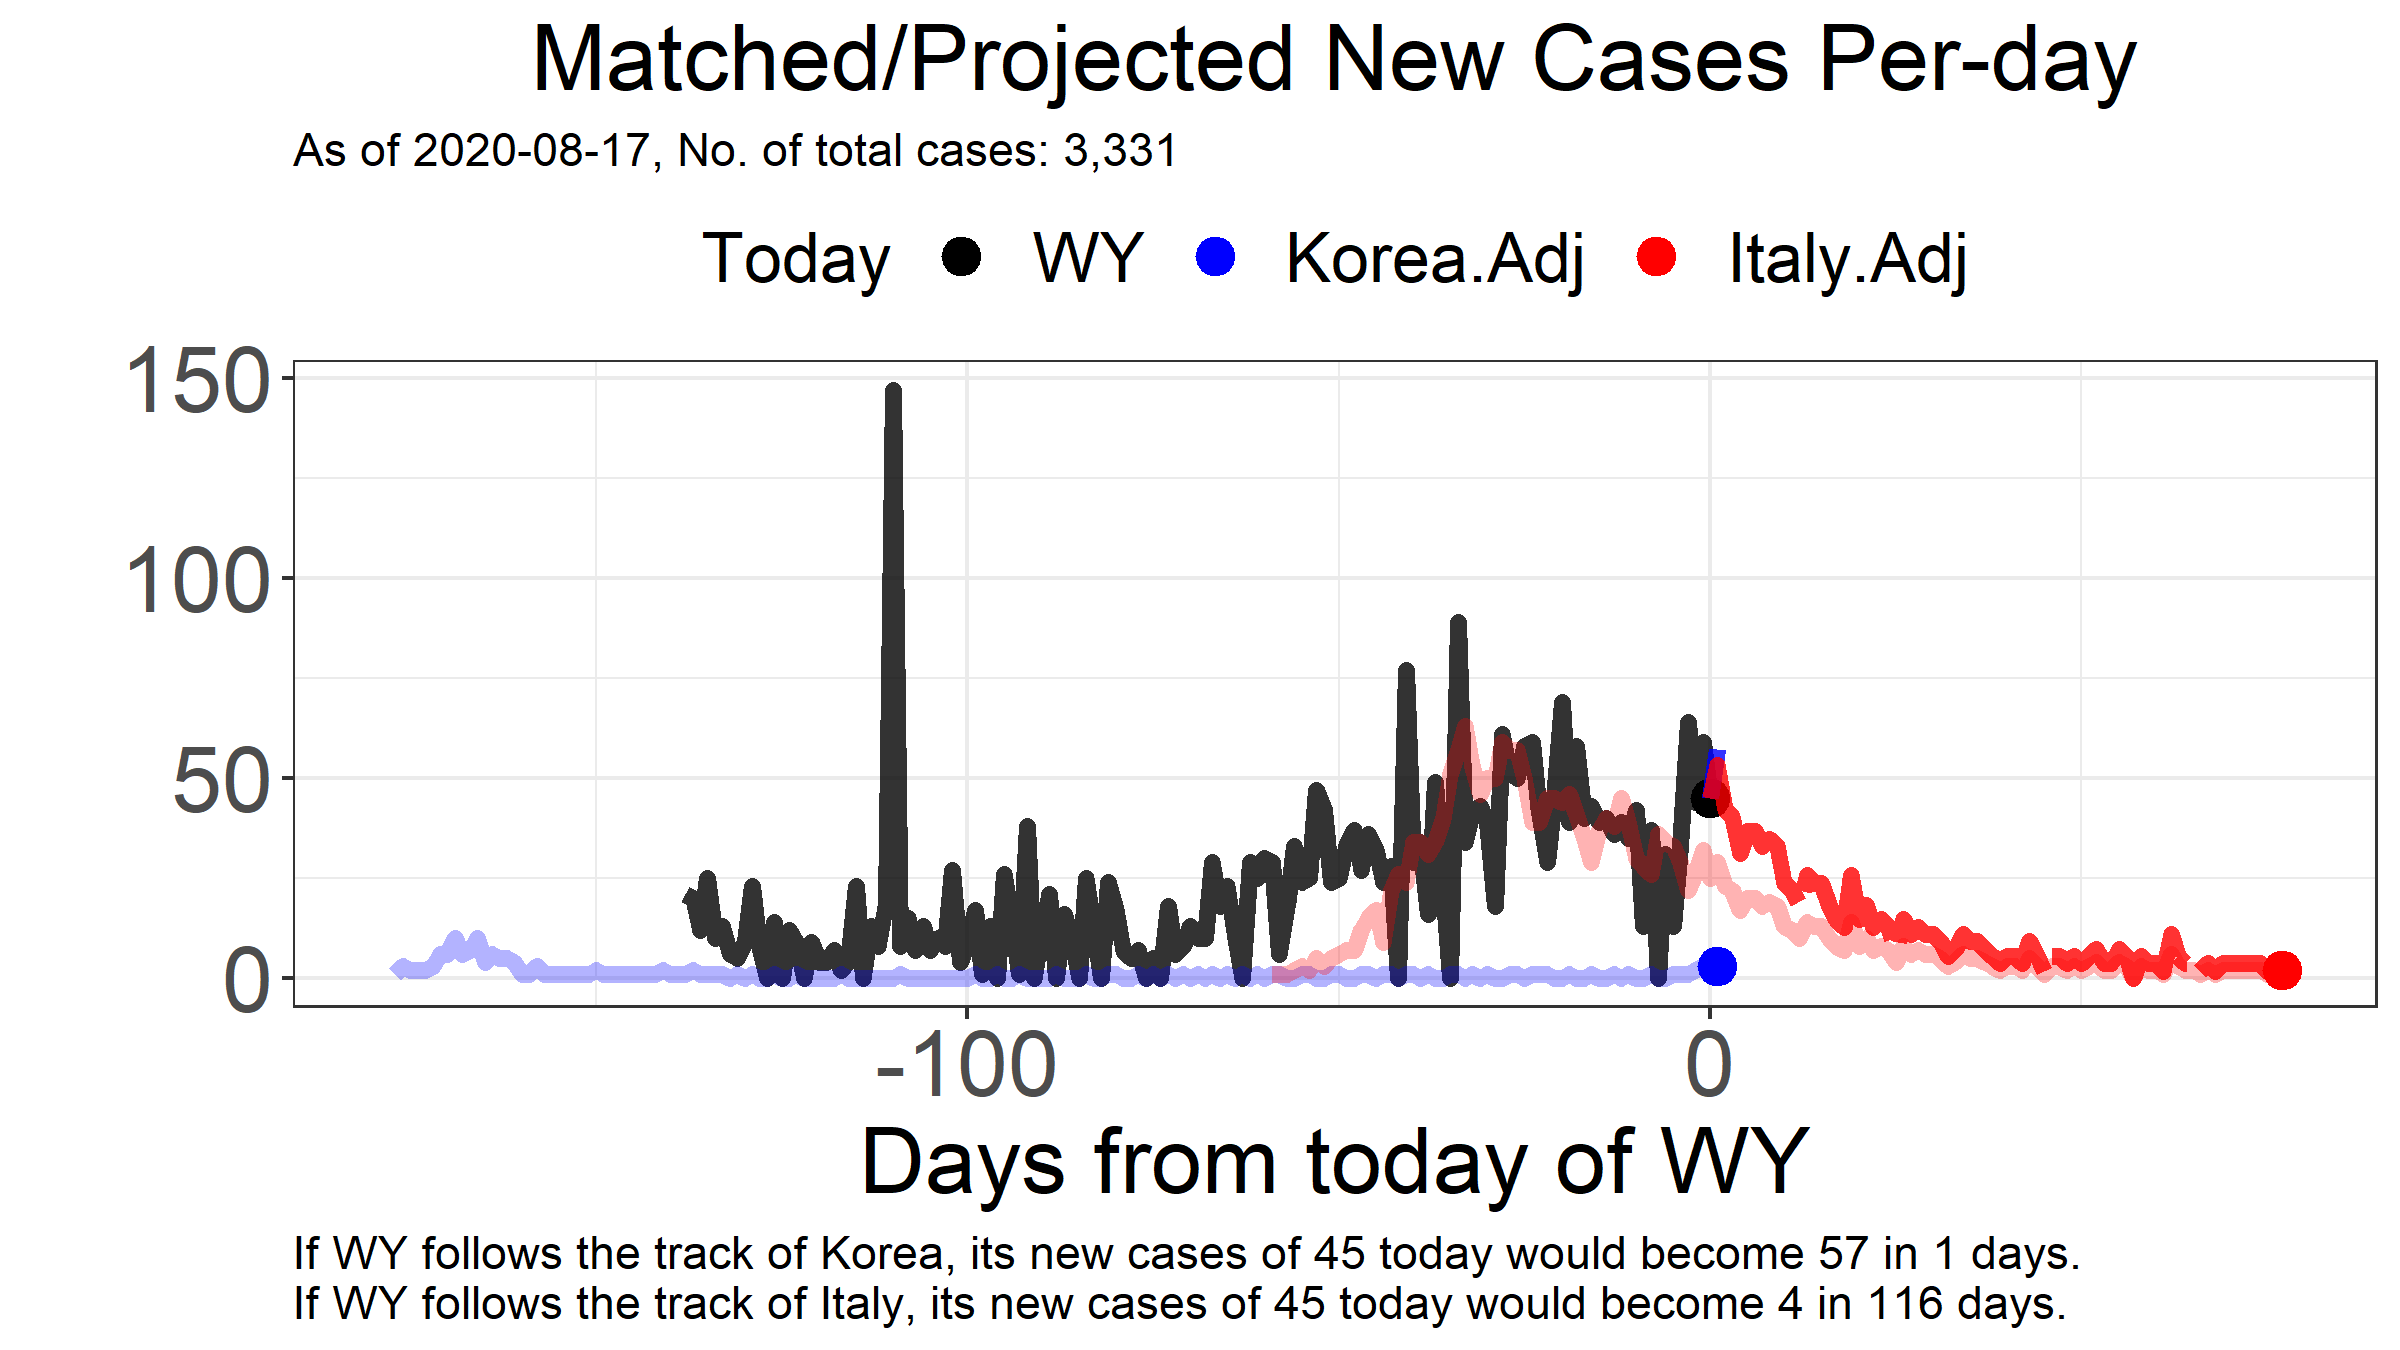 Matched/Projected New Cases Per-day
As of 2020-08-17, No. of total cases: 3,331
Today WY Korea.Adj Italy.Adj
150
100
50
0
-100 0
Days from today of WY
If WY follows the track of Korea, its new cases of 45 today would become 57 in 1 days.
If WY follows the track of Italy, its new cases of 45 today would become 4 in 116 days.